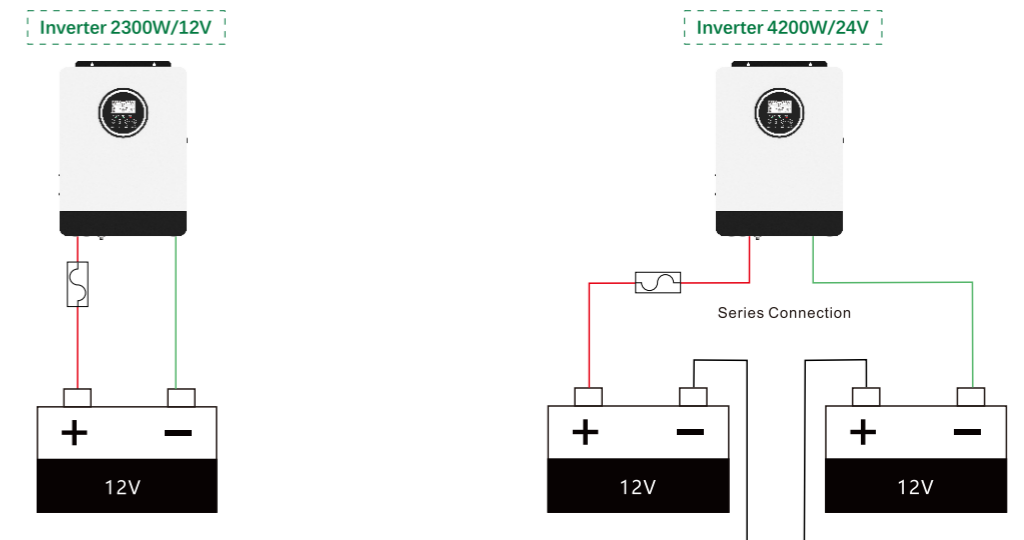 Inverter 2300W/12V
Inverter 4200W/24V
Series Connection
+ −
12V
+ −
12V
+ −
12V